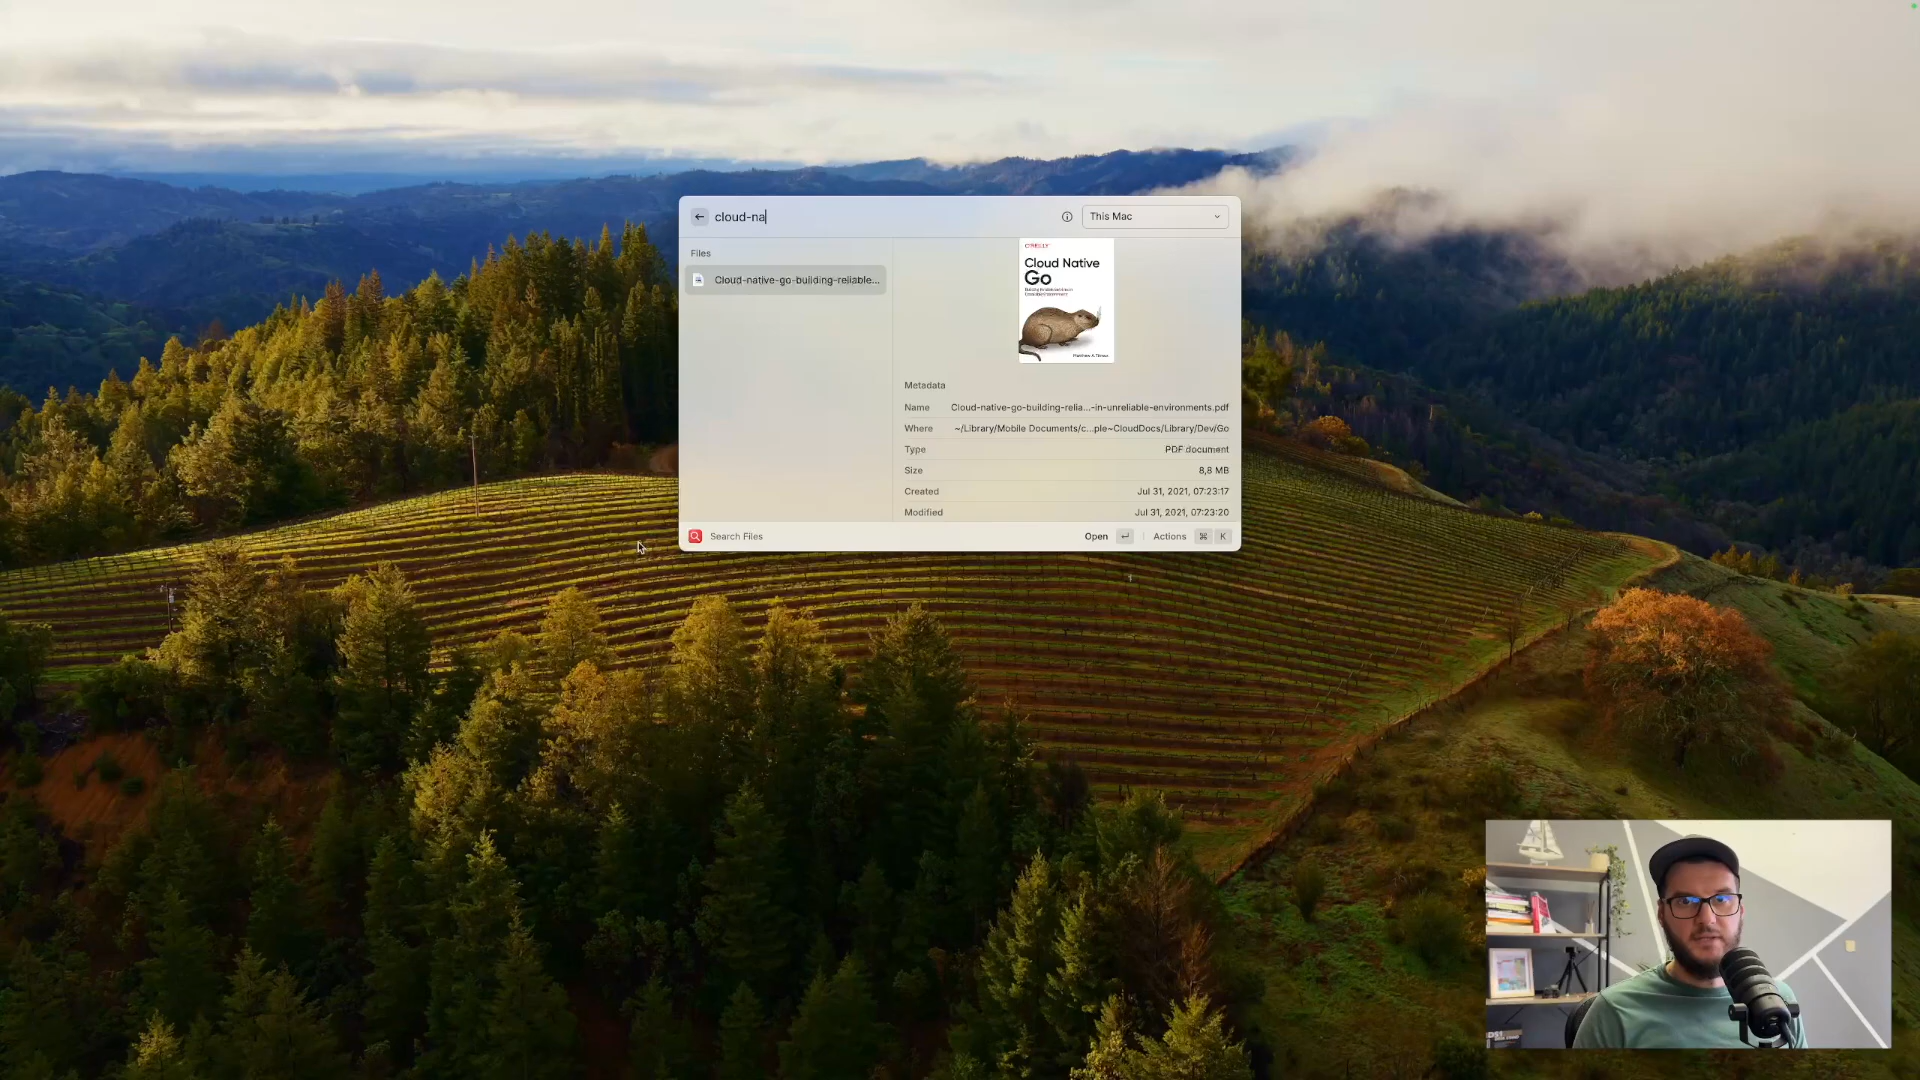 cloud-na
This Mac
Files
Cloud-native-go-building-reliable...
O'REILLY
Cloud Native
Go
Metadata
Name Cloud-native-go-building-relia...-in-unreliable-environments.pdf
Where ~/Library/Mobile Documents/c...ple~CloudDocs/Library/Dev/Go
Type PDF document
Size 8,8 MB
Created Jul 31, 2021, 07:23:17
Modified Jul 31, 2021, 07:23:20
Search Files
Open ↵ Actions ⌘ K